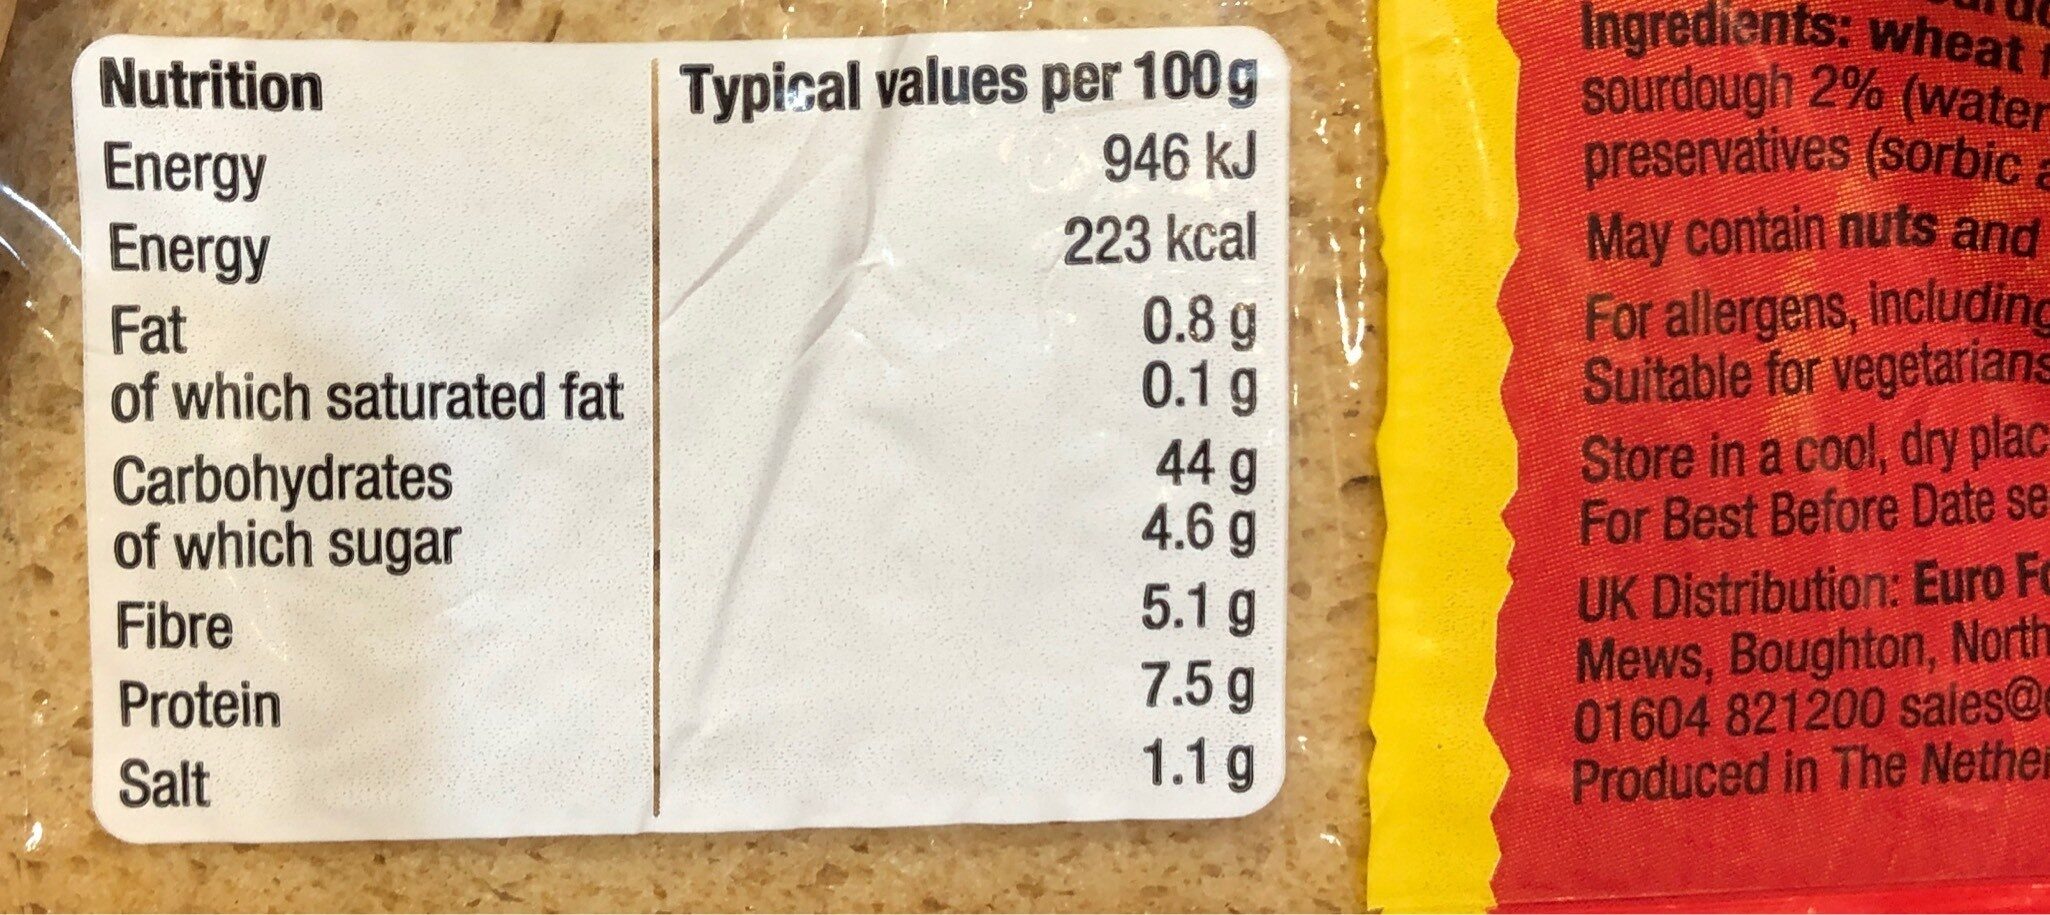 Nutrition Typical values per 100g
Energy 946 kJ
Energy 223 kcal
Fat 0.8 g
of which saturated fat 0.1 g
Carbohydrates 44 g
of which sugar 4.6 g
Fibre 5.1 g
Protein 7.5 g
Salt 1.1 g
Ingredients: wheat
sourdough 2% (water
preservatives (sorbic
May contain nuts and
For allergens, including
Suitable for vegetarians
Store in a cool, dry plac
For Best Before Date se
UK Distribution: Euro Fo
Mews, Boughton, North
01604 821200 sales@
Produced in The Nether